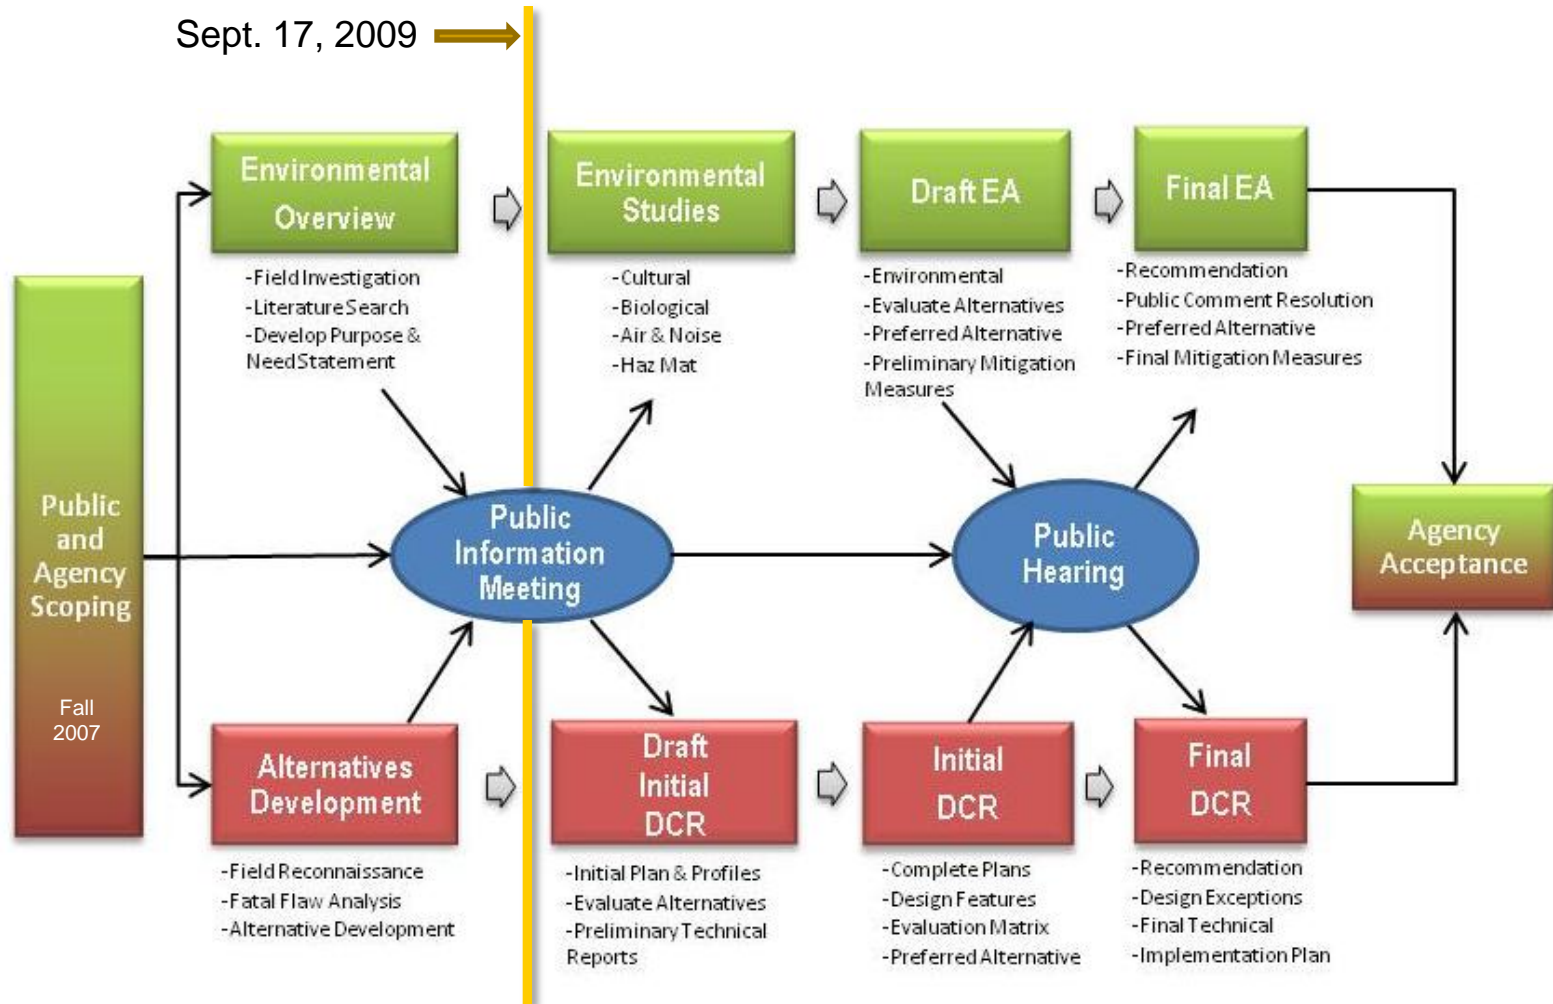 Sept. 17, 2009
Public
and
Agency
Scoping
Fall
2007
Environmental
Overview
-Field Investigation
-Literature Search
-Develop Purpose &
Need Statement
Environmental
Studies
-Cultural
-Biological
-Air & Noise
-Haz Mat
Draft EA
-Environmental
-Evaluate Alternatives
-Preferred Alternative
-Preliminary Mitigation
Measures
Final EA
-Recommendation
-Public Comment Resolution
-Preferred Alternative
-Final Mitigation Measures
Public
Information
Meeting
Public
Hearing
Agency
Acceptance
Alternatives
Development
-Field Reconnaissance
-Fatal Flaw Analysis
-Alternative Development
Draft
Initial
DCR
-Initial Plan & Profiles
-Evaluate Alternatives
-Preliminary Technical
Reports
Initial
DCR
-Complete Plans
-Design Features
-Evaluation Matrix
-Preferred Alternative
Final
DCR
-Recommendation
-Design Exceptions
-Final Technical
-Implementation Plan